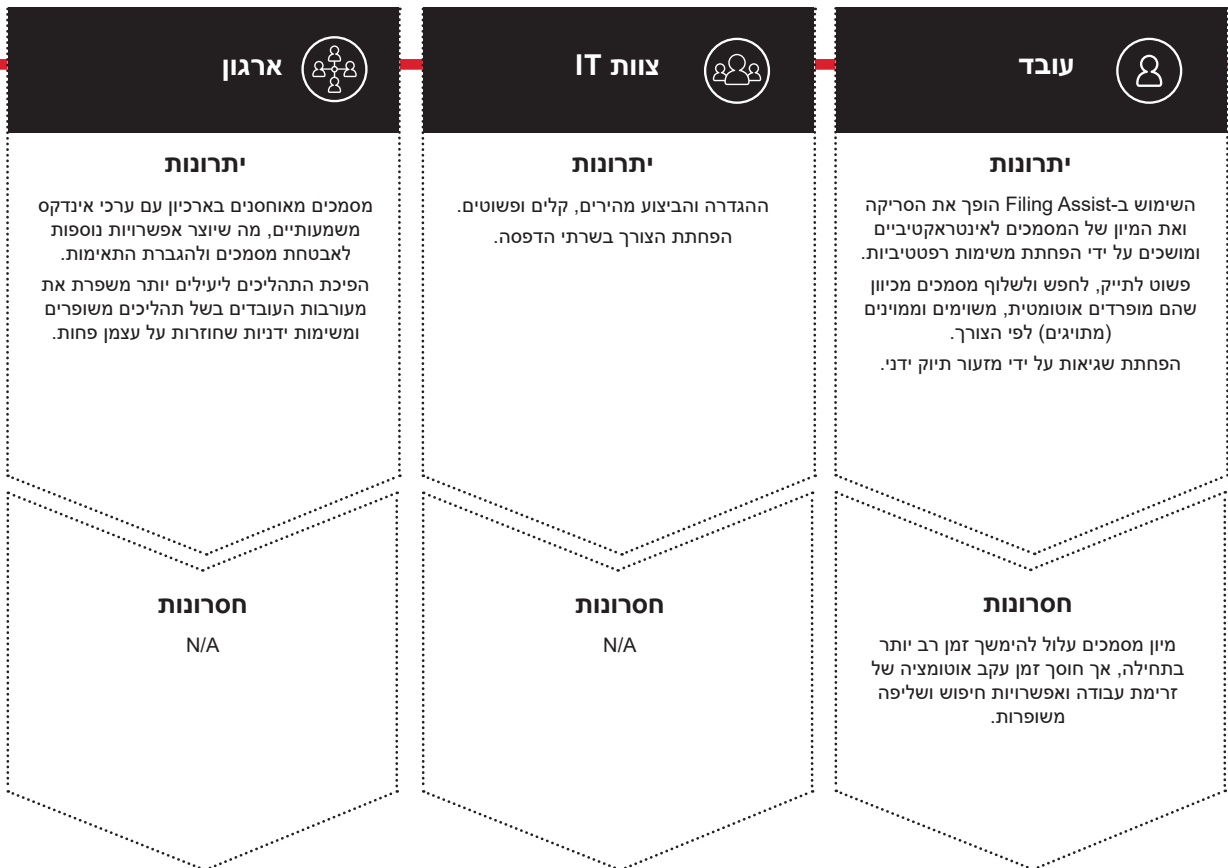 עובד
יתרונות
השימוש ב-Filing Assist הופך את הסריקה
ואת המיון של המסמכים לאינטראקטיביים
ומושכים על ידי הפחתת משימות רפטטיביות.
פשוט לתייק, לחפש ולשלוף מסמכים מכיוון
שהם מופרדים אוטומטית, משוימים וממוינים
(מתויגים) לפי הצורך.
הפחתת שגיאות על ידי מזעור תיוק ידני.
חסרונות
מיון מסמכים עלול להימשך זמן רב יותר
בתחילה, אך חוסך זמן עקב אוטומציה של
זרימת עבודה ואפשרויות חיפוש ושליפה
משופרות.
צוות IT
יתרונות
ההגדרה והביצוע מהירים, קלים ופשוטים.
הפחתת הצורך בשרתי הדפסה.
חסרונות
N/A
ארגון
יתרונות
מסמכים מאוחסנים בארכיון עם ערכי אינדקס
משמעותיים, מה שיוצר אפשרויות נוספות
לאבטחת מסמכים ולהגברת התאימות.
הפיכת התהליכים ליעילים יותר משפרת את
מעורבות העובדים בשל תהליכים משופרים
ומשימות ידניות שחוזרות על עצמן פחות.
חסרונות
N/A